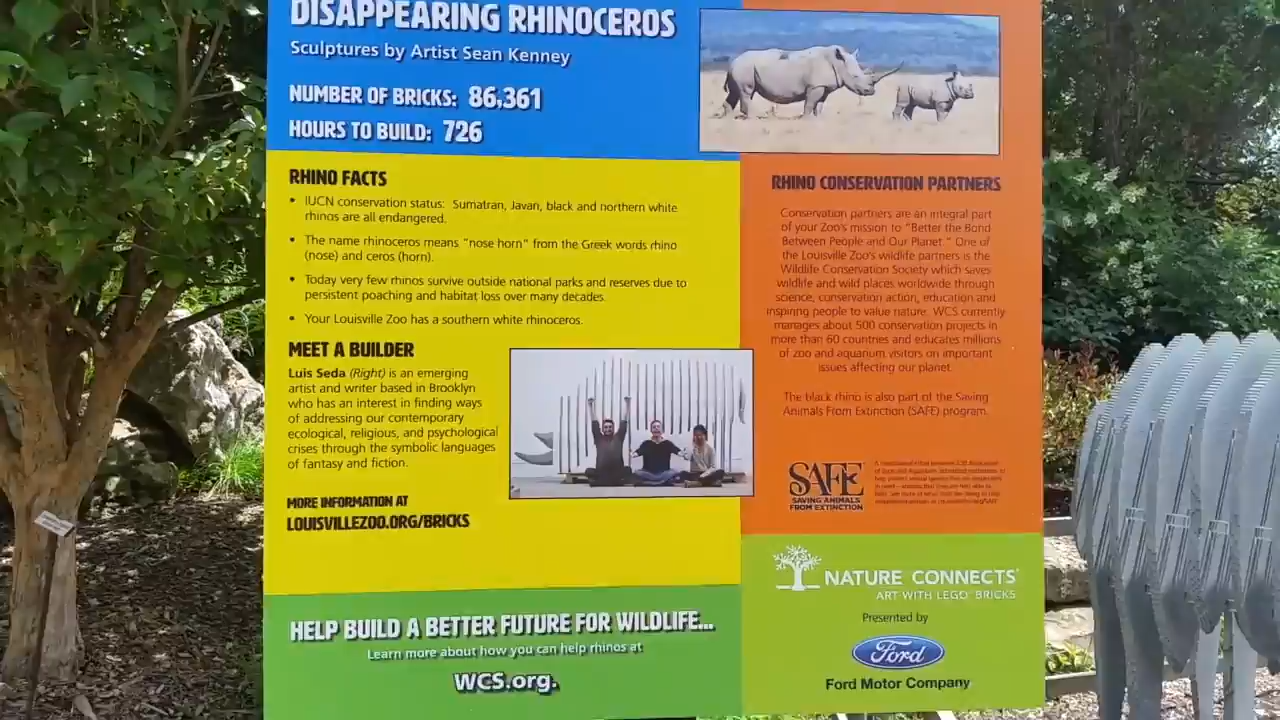 DISAPPEARING RHINOCEROS
Sculptures by Artist Sean Kenney
NUMBER OF BRICKS: 86,361
HOURS TO BUILD: 726
RHINO FACTS
• IUCN conservation status: Sumatran, Javan, black and northern white
rhinos are all endangered.
• The name rhinoceros means "nose horn" from the Greek words rhino
(nose) and ceros (horn).
• Today very few rhinos survive outside national parks and reserves due to
persistent poaching and habitat loss over many decades.
• Your Louisville Zoo has a southern white rhinoceros.
MEET A BUILDER
Luis Seda (Right) is an emerging
artist and writer based in Brooklyn
who has an interest in finding ways
of addressing our contemporary
ecological, religious, and psychological
crises through the symbolic languages
of fantasy and fiction.
MORE INFORMATION AT
LOUISVILLEZOO.ORG/BRICKS
HELP BUILD A BETTER FUTURE FOR WILDLIFE...
Learn more about how you can help rhinos at
WCS.org.
RHINO CONSERVATION PARTNERS
Conservation partners are an integral part
of your Zoo's mission to "Better the Bond
Between People and Our Planet." One of
the Louisville Zoo's wildlife partners is the
Wildlife Conservation Society which saves
wildlife and wild places worldwide through
science, conservation action, education and
inspiring people to value nature. WCS currently
manages about 500 conservation projects in
more than 60 countries and educates millions
of zoo and aquarium visitors on important
issues affecting our planet.
The black rhino is also part of the Saving
Animals From Extinction (SAFE) program.
SAFE
SAVING ANIMALS
FROM EXTINCTION
NATURE CONNECTS
ART WITH LEGO BRICKS
Presented by
Ford
Ford Motor Company